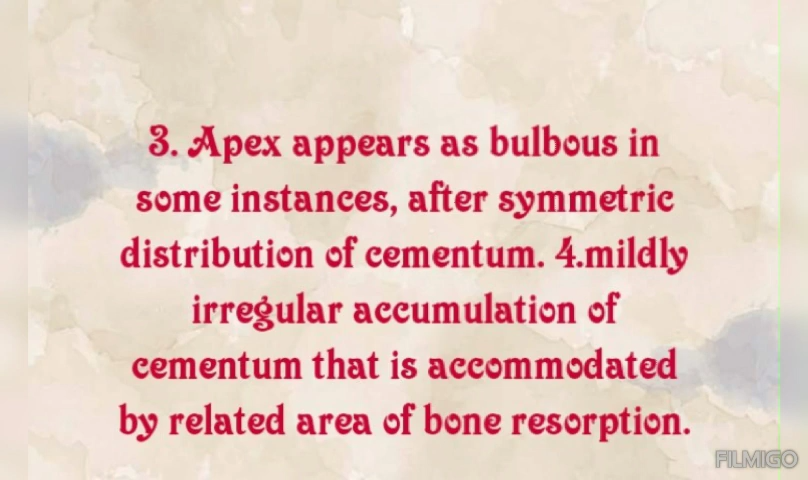 3. Apex appears as bulbous in
some instances, after symmetric
distribution of cementum. 4.mildly
irregular accumulation of
cementum that is accommodated
by related area of bone resorption.
FILMIGO